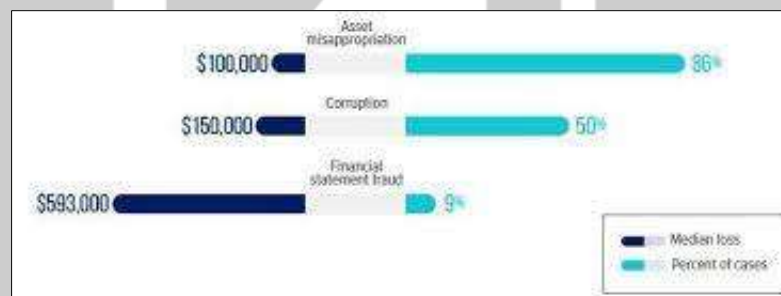 Asset
misappropriation
$100,000
86%
Corruption
$150,000
50%
Financial
statement fraud
$593,000
9%
Median loss
Percent of cases